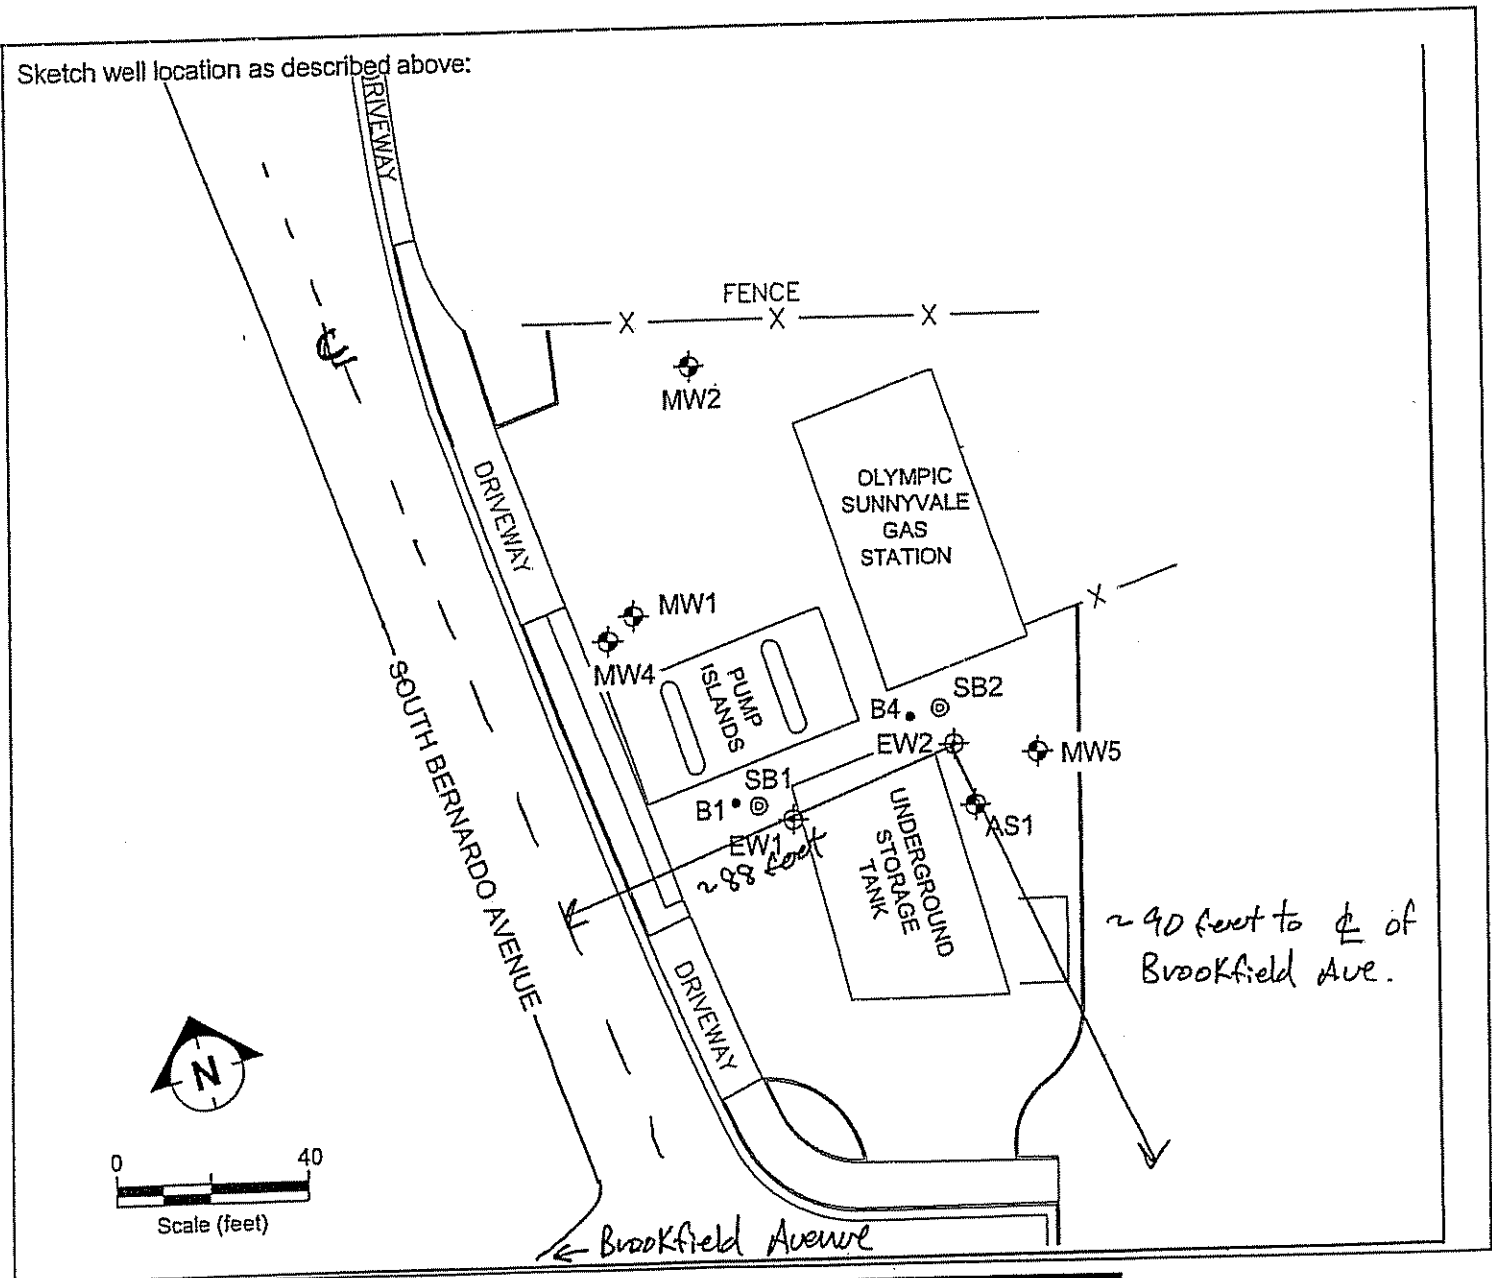 Sketch well location as described above:
DRIVEWAY
℄
FENCE
X
X
X
MW2
OLYMPIC
SUNNYVALE
GAS
STATION
DRIVEWAY
X
MW1
MW4
PUMP
ISLANDS
SOUTH BERNARDO AVENUE
B4
SB2
EW2
MW5
SB1
B1
EW1
AS1
~88 feet
UNDERGROUND
STORAGE
TANK
~90 feet to ℄ of
Brookfield Ave.
DRIVEWAY
N
0 40
Scale (feet)
Brookfield Avenue